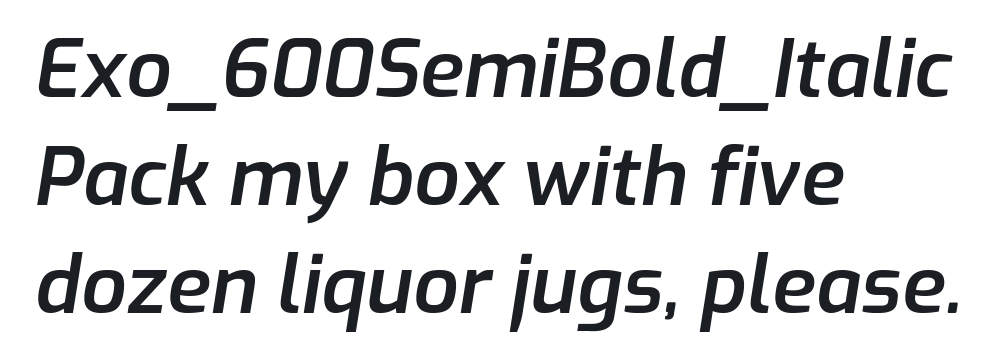 Exo_600SemiBold_Italic
Pack my box with five
dozen liquor jugs, please.